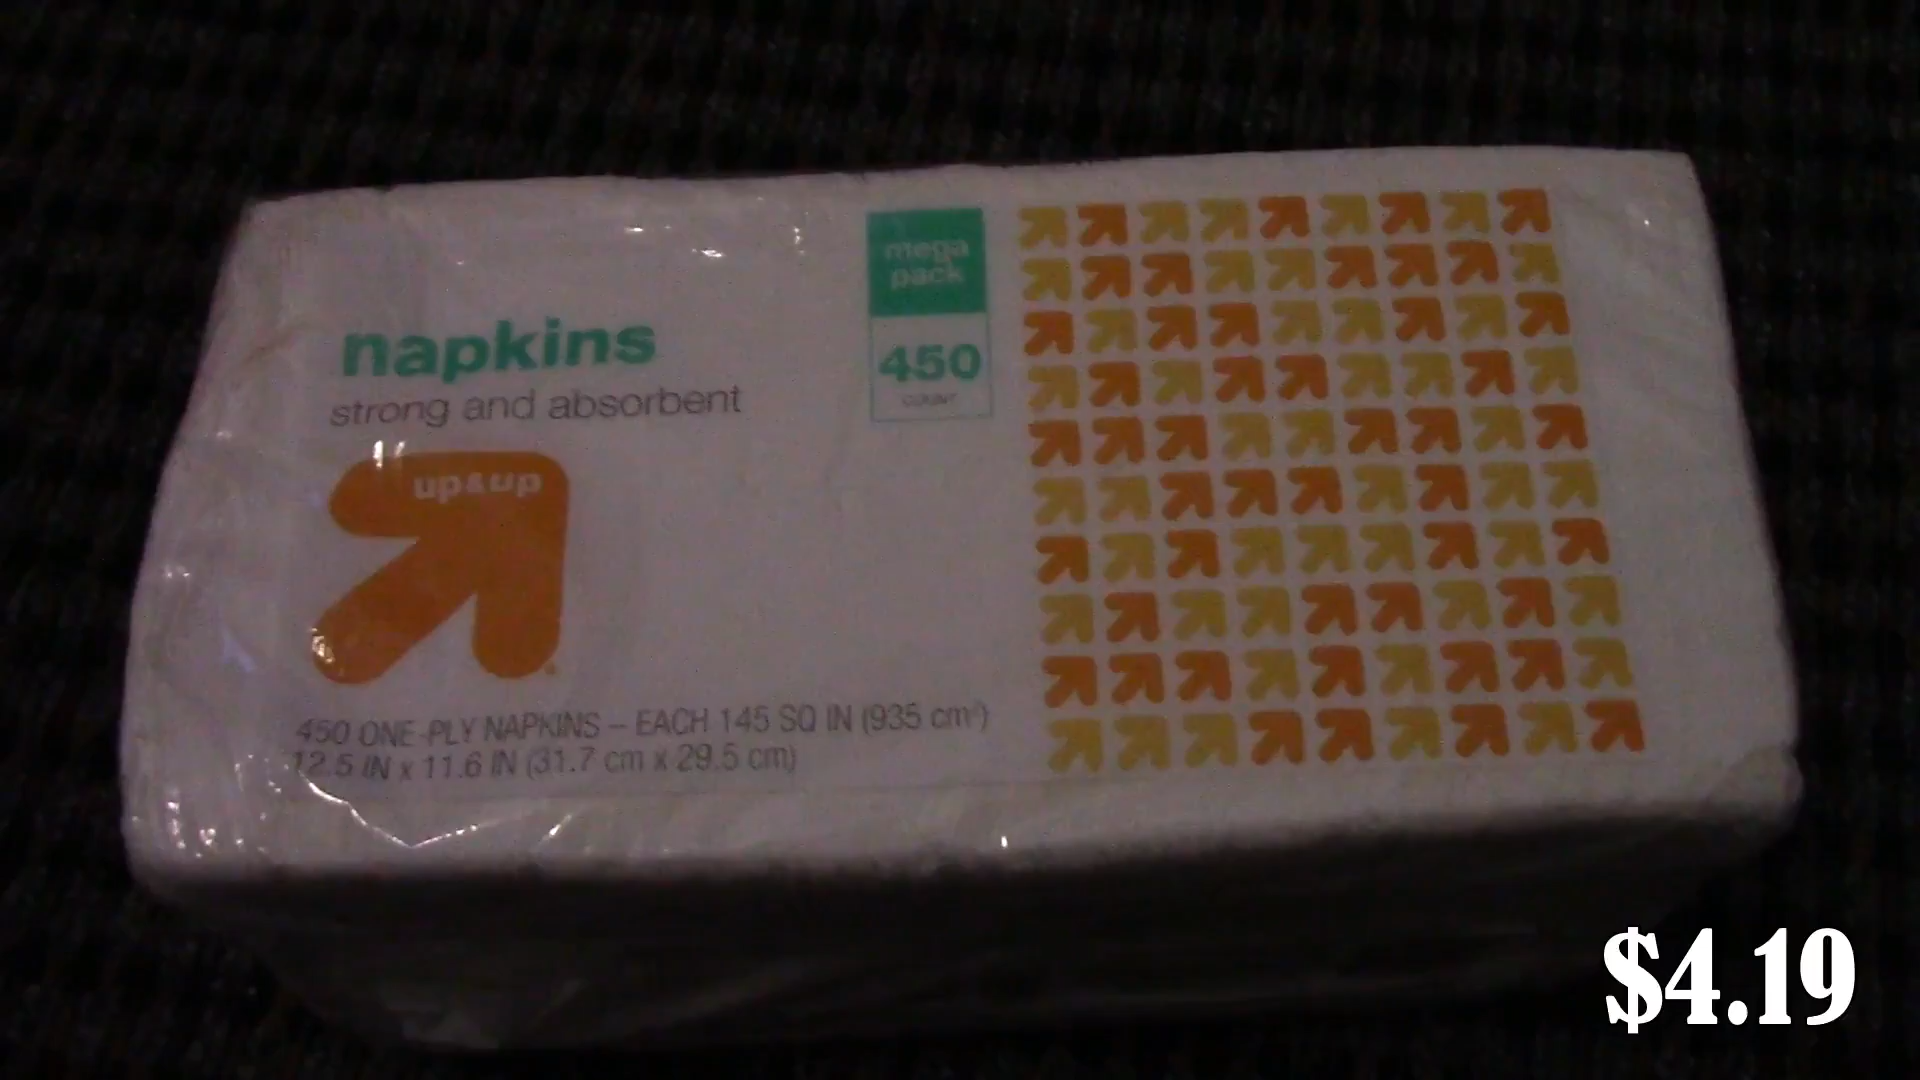 mega
pack
450
COUNT
napkins
strong and absorbent
up&up
450 ONE-PLY NAPKINS – EACH 145 SQ IN (935 cm²)
12.5 IN x 11.6 IN (31.7 cm x 29.5 cm)
$4.19